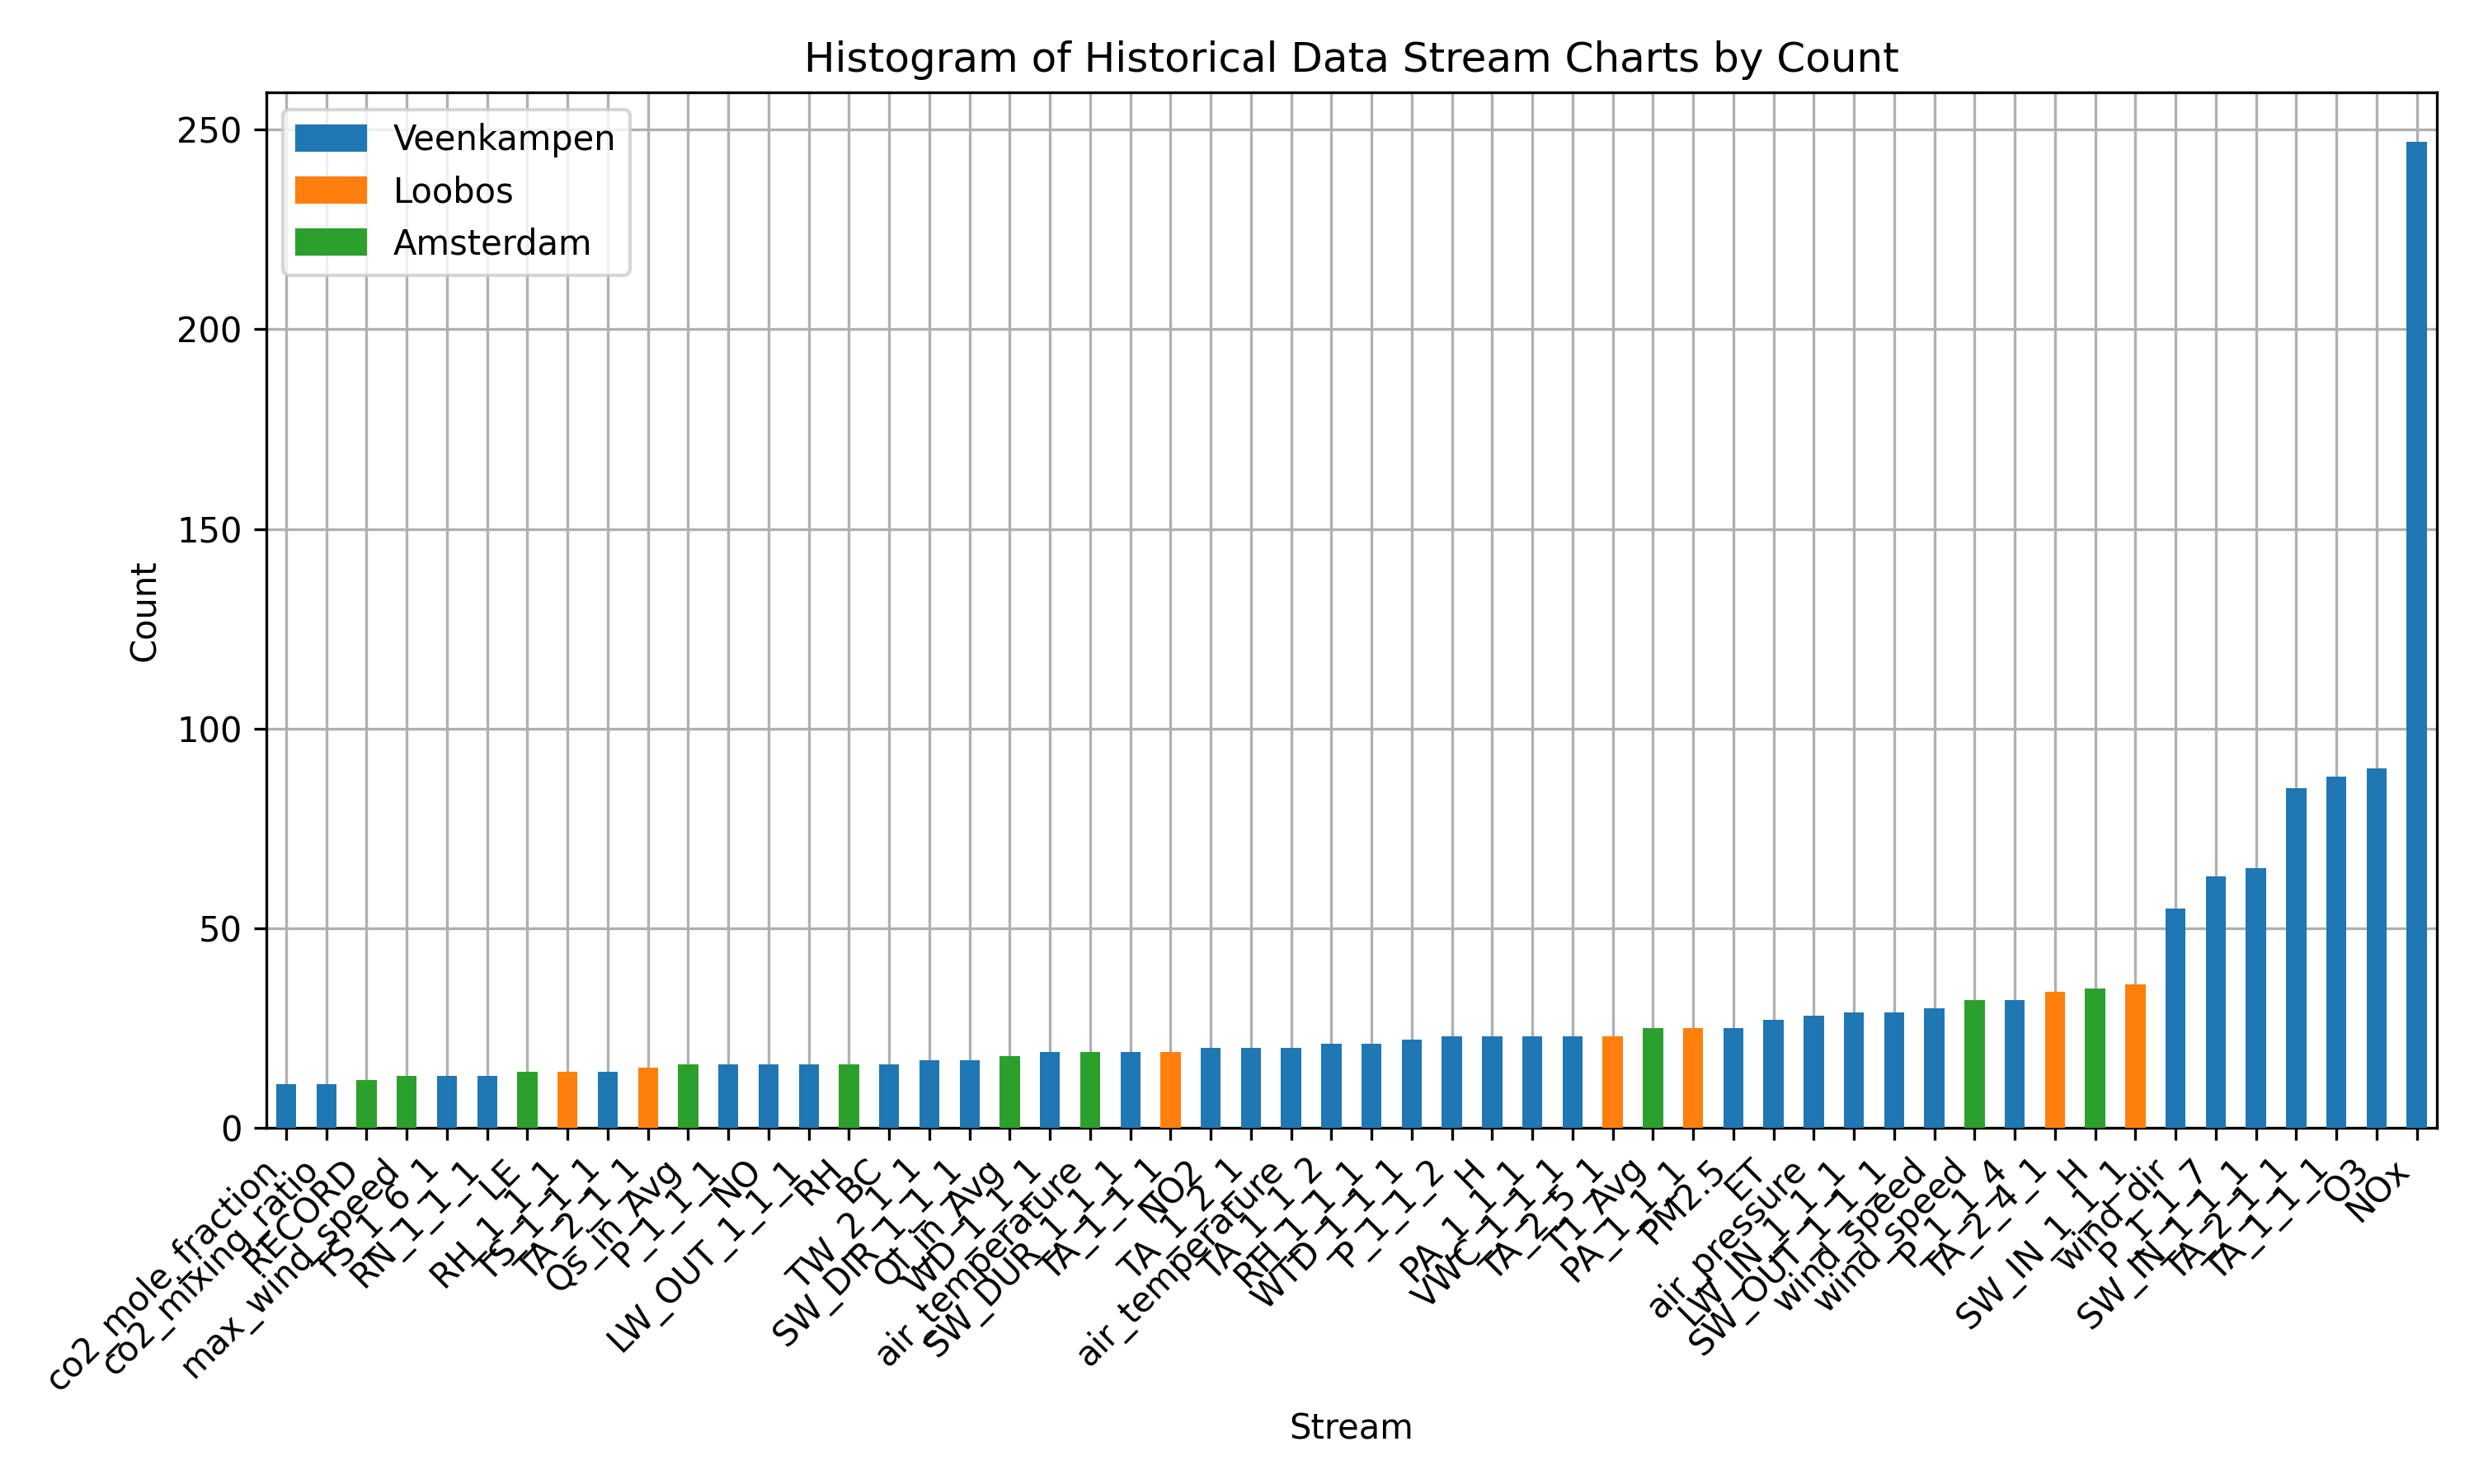 Histogram of Historical Data Stream Charts by Count
Veenkampen
Loobos
Amsterdam
250
200
150
100
50
0
Count
co2_mole_fraction
co2_mixing_ratio
RECORD
max_wind_speed
TS_1_6_1
RN_1_1_1
LE
RH_1_1_1
TS_1_1_1
TA_2_1_1
Qs_in_Avg
P_1_1_1
NO
LW_OUT_1_1_1
RH
BC
TW_2_1_1
SW_DIR_1_1_1
Ql_in_Avg
WD_1_1_1
air_temperature
SW_DUR_1_1_1
TA_1_1_1
NO2
TA_1_2_1
air_temperature
TA_1_1_2
RH_1_1_1
WTD_1_1_1
P_1_1_2
H
PA_1_1_1
VWC_1_1_1
TA_2_5_1
T1_Avg
PA_1_1_1
PM2.5
ET
air_pressure
LW_IN_1_1_1
SW_OUT_1_1_1
wind_speed
wind_speed
P_1_1_4
TA_2_4_1
H
SW_IN_1_1_1
wind_dir
P_1_1_7
SW_IN_1_1_1
TA_2_1_1
TA_1_1_1
O3
NOx
Stream